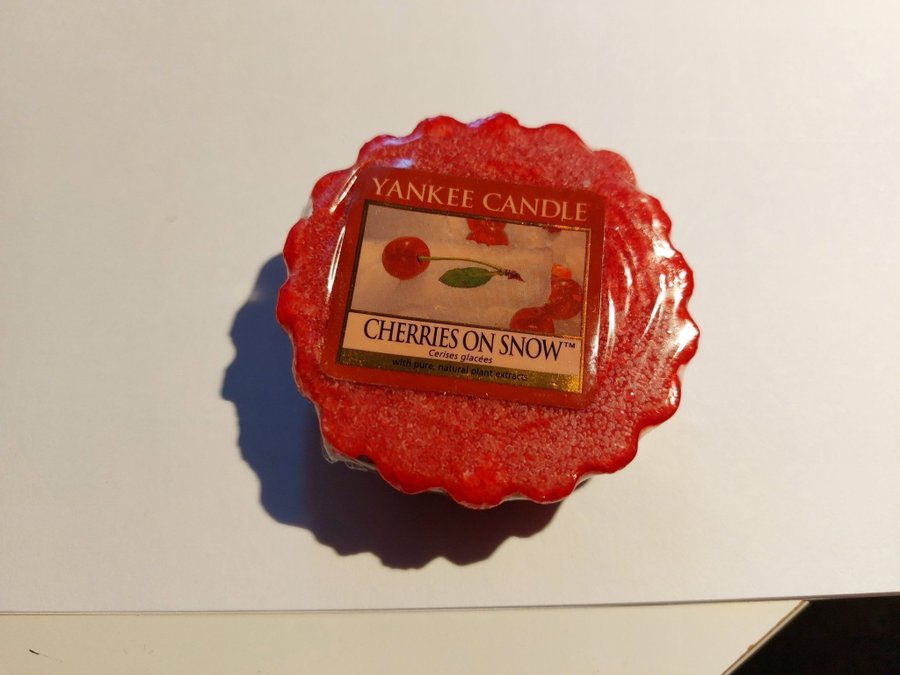 YANKEE CANDLE
CHERRIES ON SNOW™
Cerises glacées
with pure, natural plant extracts